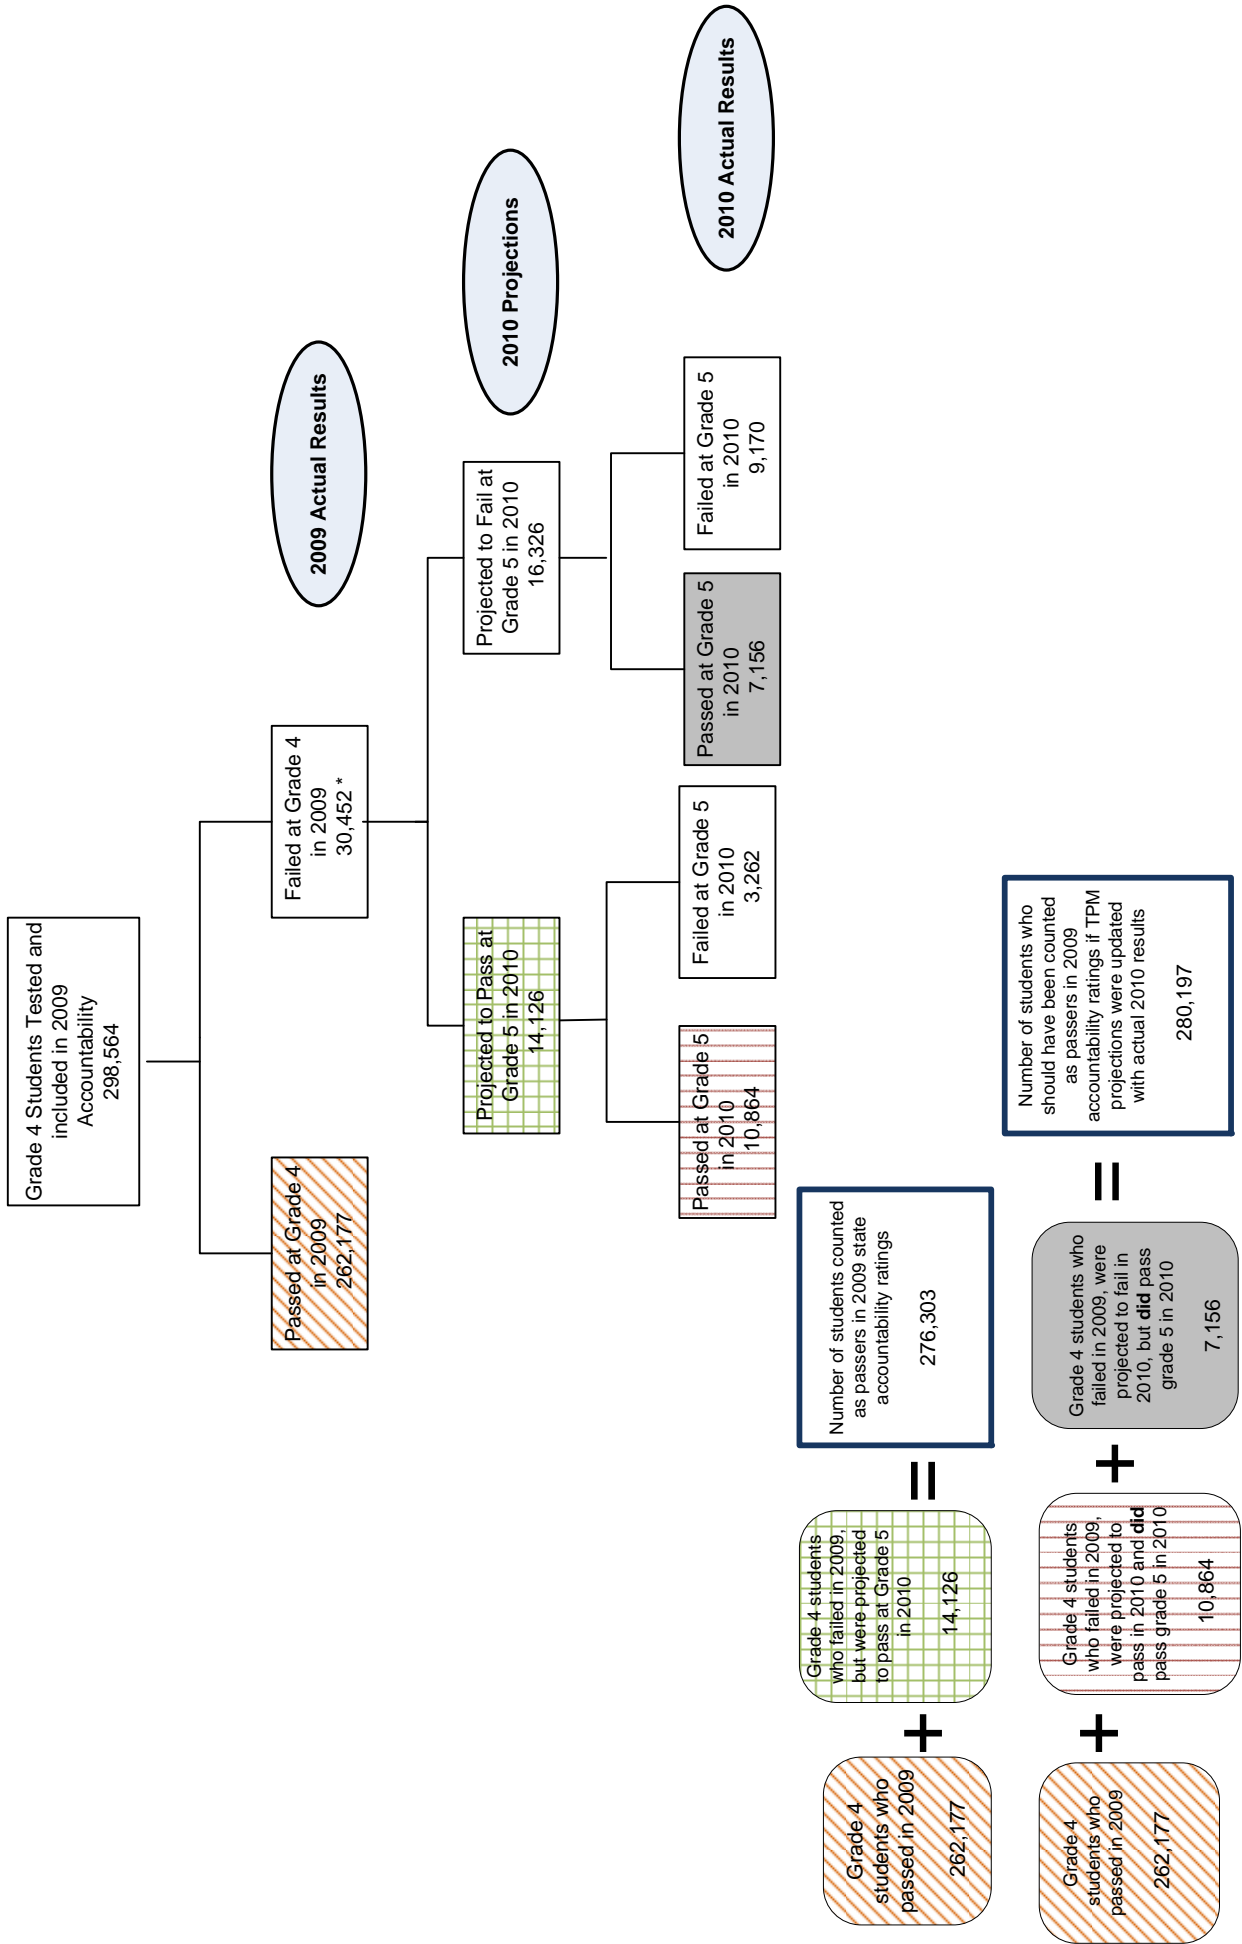 Grade 4 Students Tested and
included in 2009
Accountability
298,564
Passed at Grade 4
in 2009
262,177
Failed at Grade 4
in 2009
30,452 *
2009 Actual Results
Projected to Pass at
Grade 5 in 2010
14,126
Projected to Fail at
Grade 5 in 2010
16,326
2010 Projections
Passed at Grade 5
in 2010
10,864
Failed at Grade 5
in 2010
3,262
Passed at Grade 5
in 2010
7,156
Failed at Grade 5
in 2010
9,170
2010 Actual Results
Grade 4
students who
passed in 2009
262,177
+
Grade 4 students
who failed in 2009,
but were projected
to pass at Grade 5
in 2010
14,126
=
Number of students counted
as passers in 2009 state
accountability ratings
276,303
Grade 4
students who
passed in 2009
262,177
+
Grade 4 students
who failed in 2009,
were projected to
pass in 2010 and did
pass grade 5 in 2010
10,864
+
Grade 4 students who
failed in 2009, were
projected to fail in
2010, but did pass
grade 5 in 2010
7,156
=
Number of students who
should have been counted
as passers in 2009
accountability ratings if TPM
projections were updated
with actual 2010 results
280,197